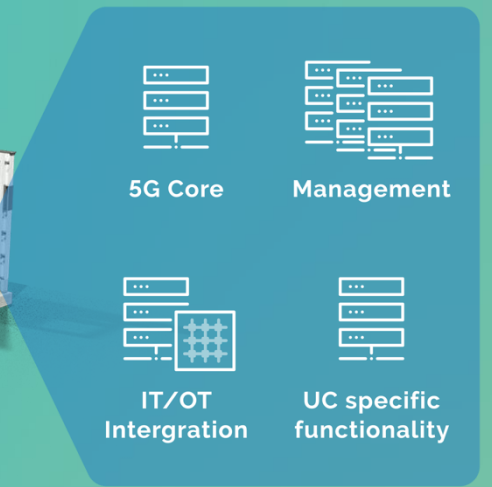 5G Core
Management
IT/OT
Intergration
UC specific
functionality